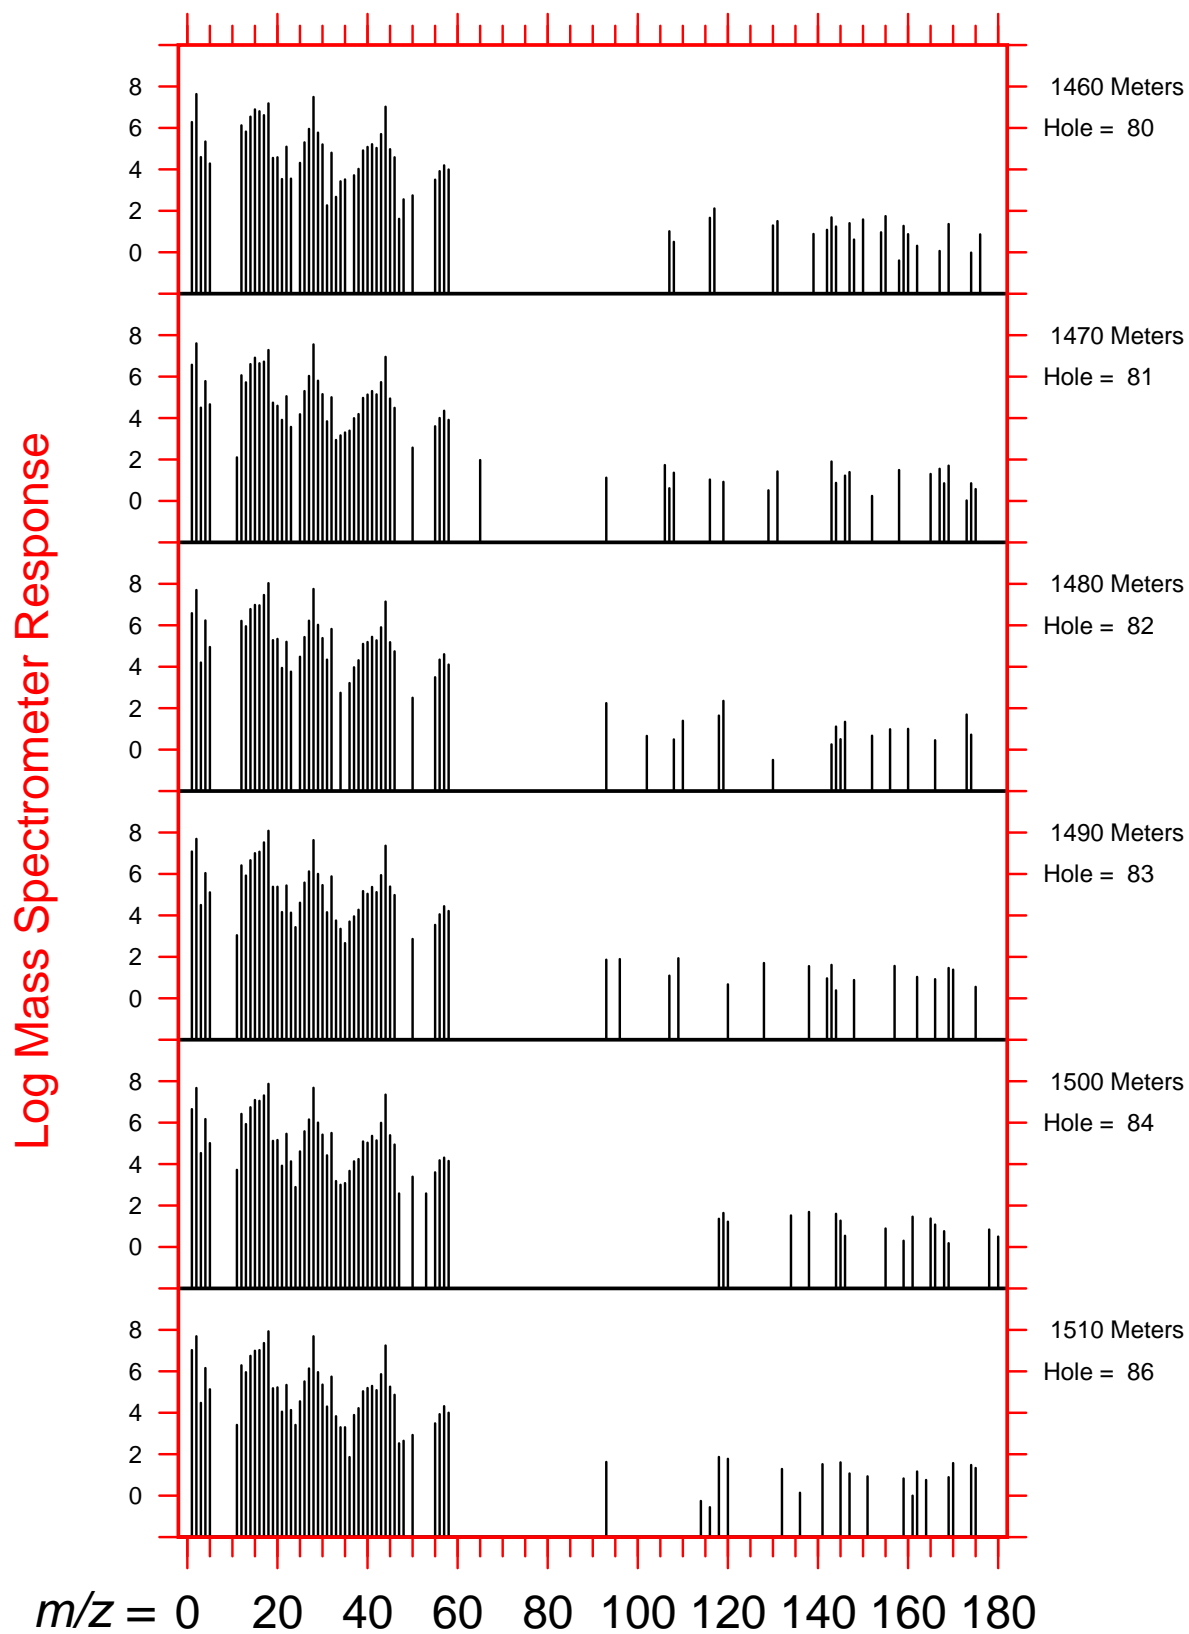 8
6
4
2
0
1460 Meters
Hole = 80
8
6
4
2
0
1470 Meters
Hole = 81
8
6
4
2
0
1480 Meters
Hole = 82
8
6
4
2
0
1490 Meters
Hole = 83
8
6
4
2
0
1500 Meters
Hole = 84
8
6
4
2
0
1510 Meters
Hole = 86
Log Mass Spectrometer Response
m/z = 0 20 40 60 80 100 120 140 160 180